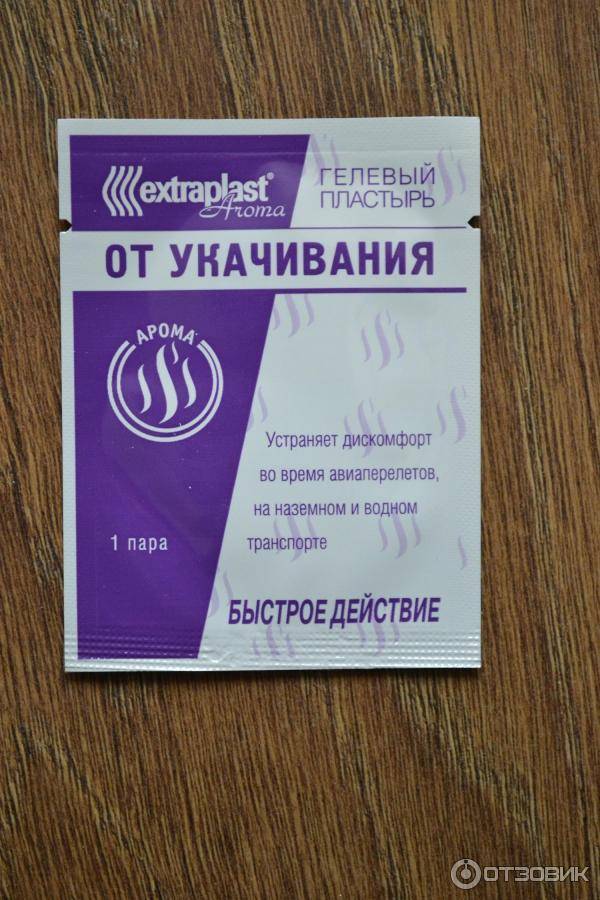 extraplast®
Aroma
ГЕЛЕВЫЙ
ПЛАСТЫРЬ
ОТ УКАЧИВАНИЯ
АРОМА
Устраняет дискомфорт
во время авиаперелетов,
на наземном и водном
транспорте
1 пара
БЫСТРОЕ ДЕЙСТВИЕ
ОТЗОВИК